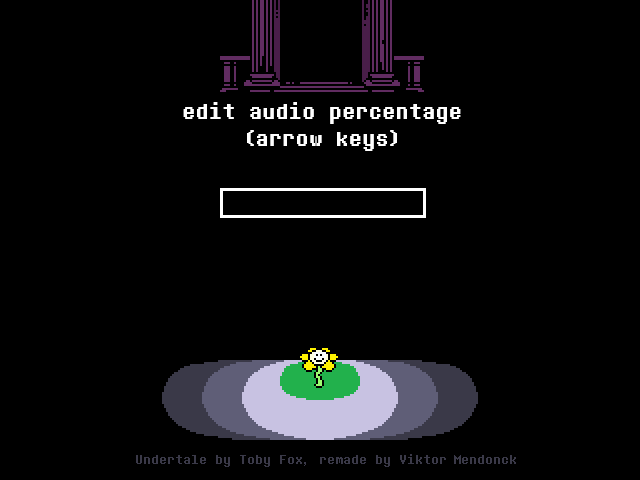 edit audio percentage
(arrow keys)
Undertale by Toby Fox, remade by Viktor Mendonck